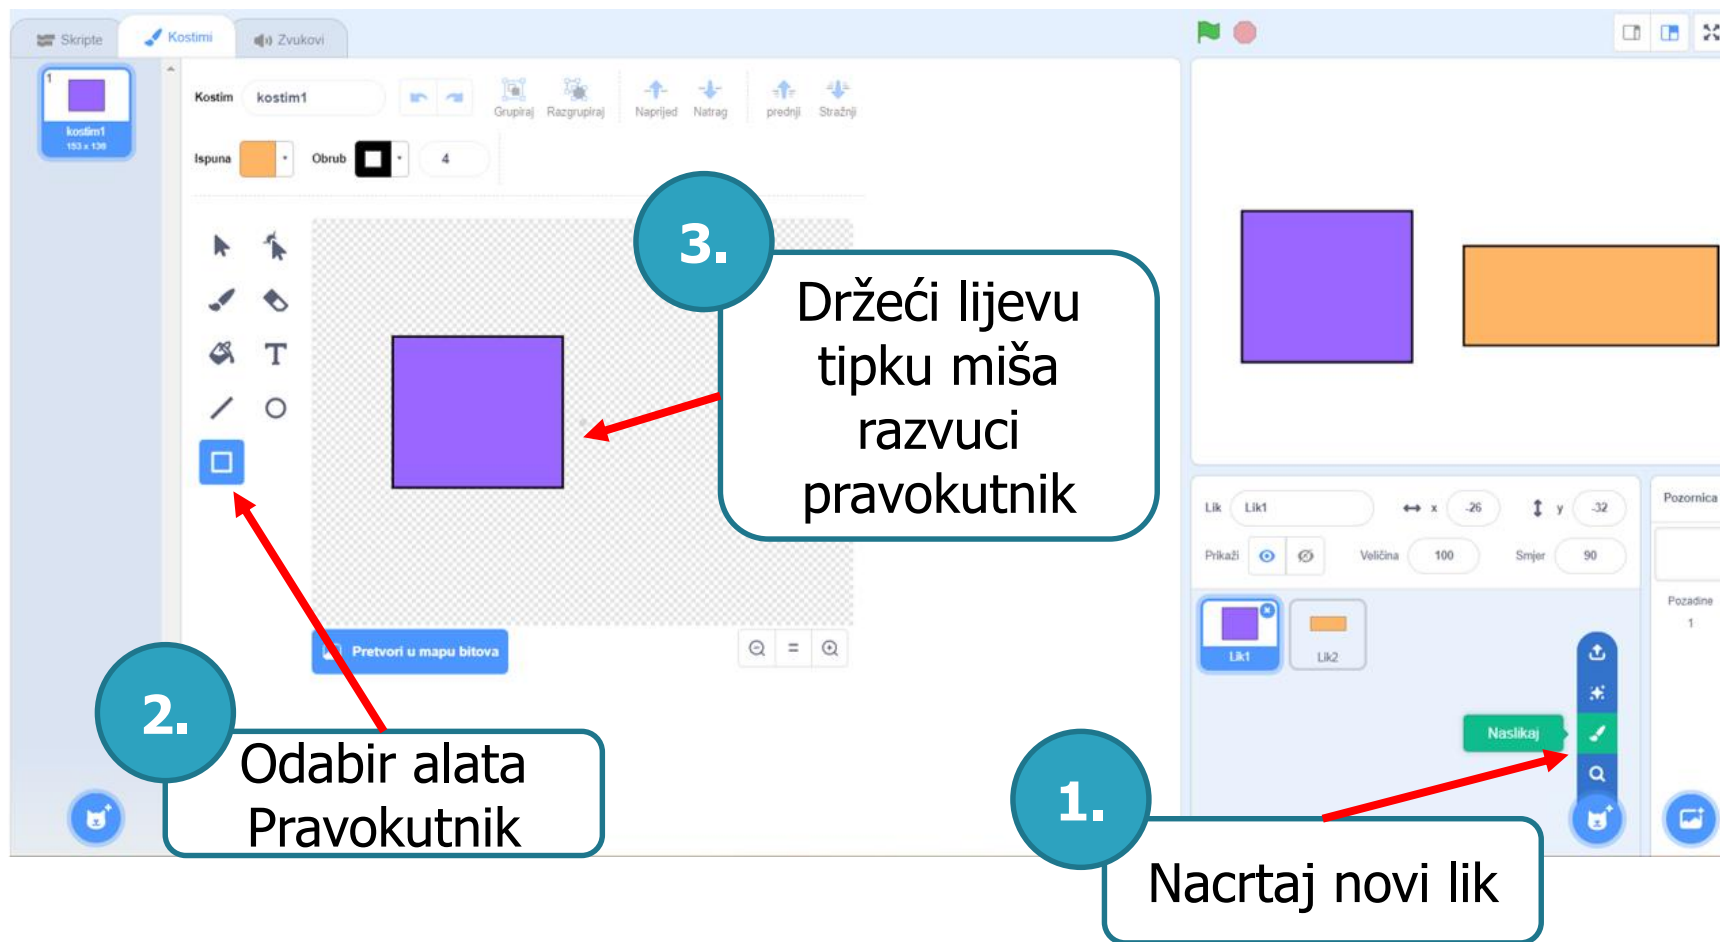 Skripte
Kostimi
Zvukovi
1
kostim1
153 x 136
Kostim
kostim1
Grupiraj
Razgrupiraj
Naprijed
Natrag
prednji
Stražnji
Ispuna
Obrub
4
T
3.
Držeći lijevu
tipku miša
razvuci
pravokutnik
Pretvori u mapu bitova
=
2.
Odabir alata
Pravokutnik
Lik
Lik1
x
-26
y
-32
Prikaži
Veličina
100
Smjer
90
Lik1
Lik2
Pozornica
Pozadine
1
Naslikaj
1.
Nacrtaj novi lik